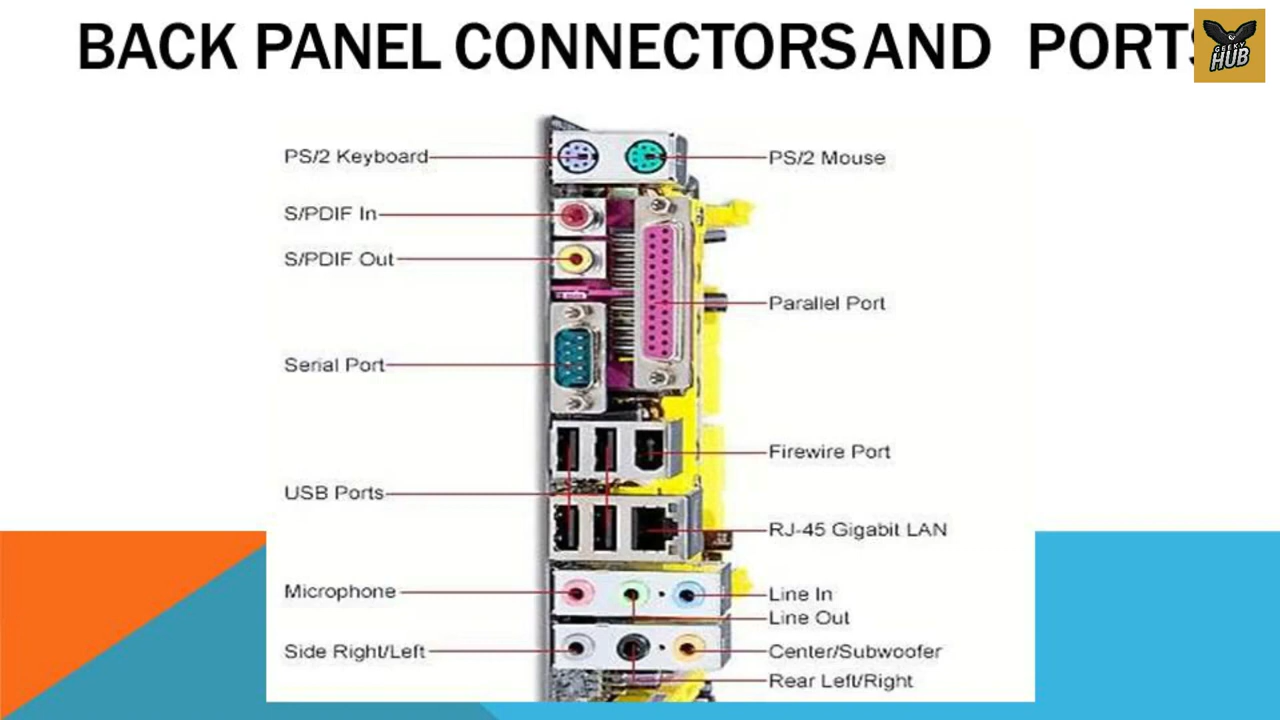 BACK PANEL CONNECTORS AND PORTS
GEEKY
HUB
PS/2 Keyboard
PS/2 Mouse
S/PDIF In
S/PDIF Out
Parallel Port
Serial Port
Firewire Port
USB Ports
RJ-45 Gigabit LAN
Microphone
Line In
Line Out
Side Right/Left
Center/Subwoofer
Rear Left/Right